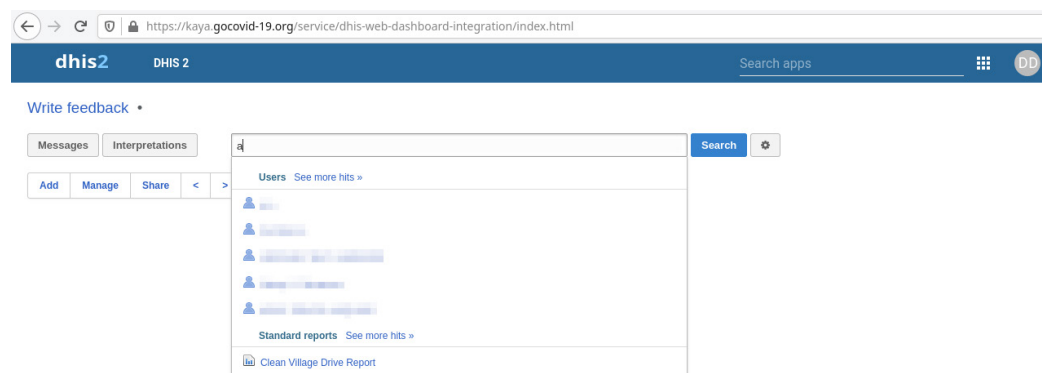 https://kaya.gocovid-19.org/service/dhis-web-dashboard-integration/index.html
dhis2 DHIS 2 Search apps DD
Write feedback •
Messages Interpretations a Search
Add Manage Share < >
Users See more hits »
Standard reports See more hits »
Clean Village Drive Report